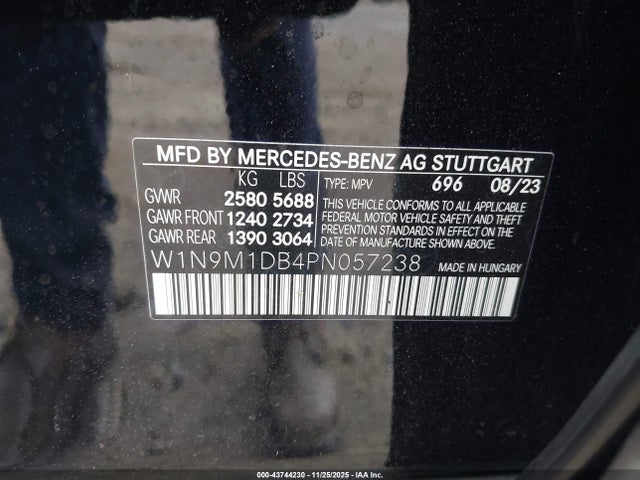 MFD BY MERCEDES-BENZ AG STUTTGART
KG LBS TYPE: MPV 696 08/23
GVWR 2580 5688
GAWR FRONT 1240 2734
GAWR REAR 1390 3064
THIS VEHICLE CONFORMS TO ALL APPLICABLE
FEDERAL MOTOR VEHICLE SAFETY AND THEFT
PREVENTION STANDARDS IN EFFECT ON THE
DATE OF MANUFACTURE SHOWN ABOVE.
W1N9M1DB4PN057238 MADE IN HUNGARY
000-43744230 - 11/25/2025 - IAA Inc.